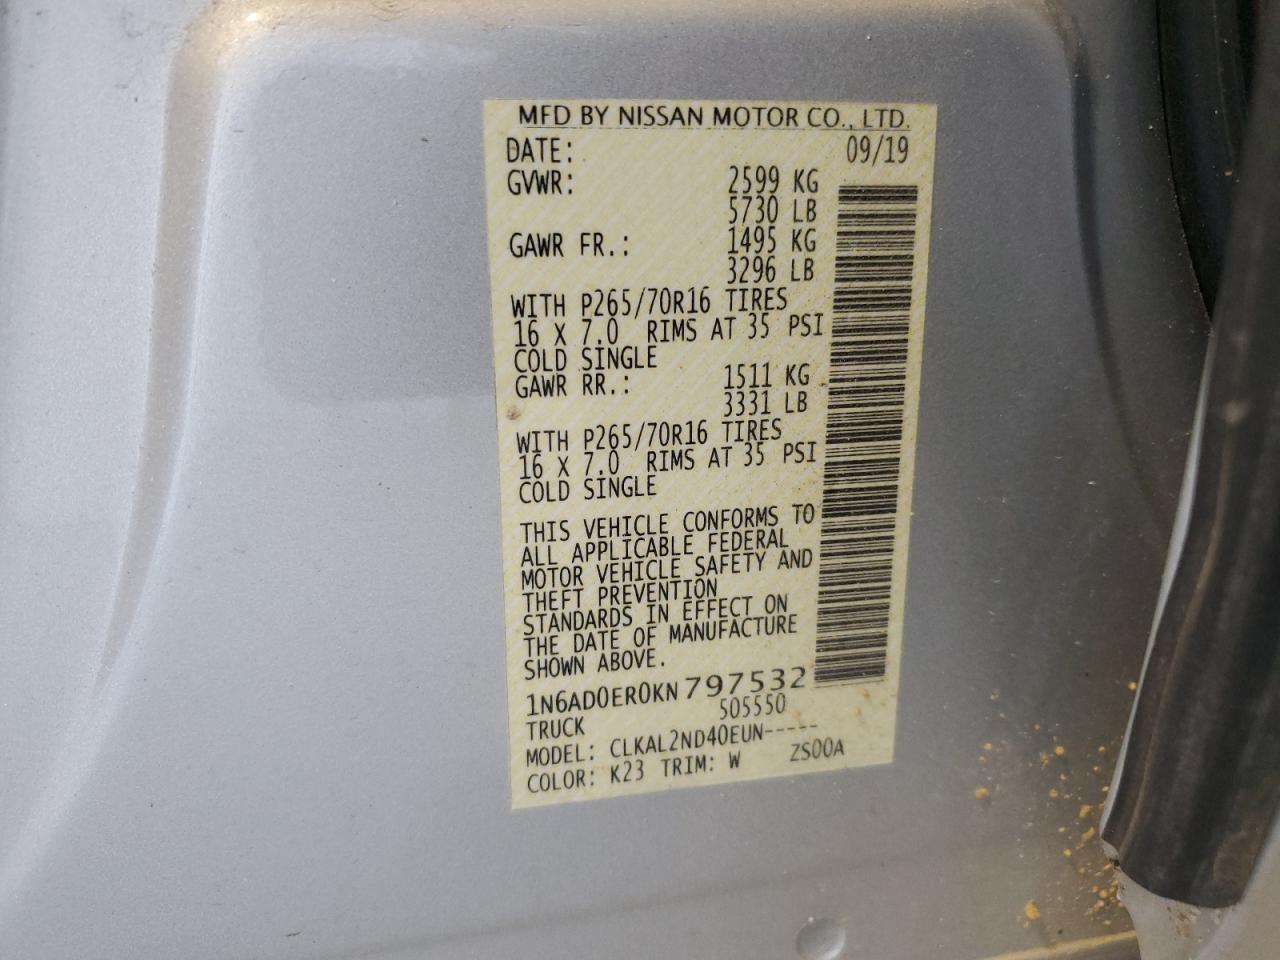 MFD BY NISSAN MOTOR CO., LTD.
DATE: 09/19
GVWR: 2599 KG
5730 LB
GAWR FR.: 1495 KG
3296 LB
WITH P265/70R16 TIRES
16 X 7.0 RIMS AT 35 PSI
COLD SINGLE
GAWR RR.: 1511 KG
3331 LB
WITH P265/70R16 TIRES
16 X 7.0 RIMS AT 35 PSI
COLD SINGLE
THIS VEHICLE CONFORMS TO
ALL APPLICABLE FEDERAL
MOTOR VEHICLE SAFETY AND
THEFT PREVENTION
STANDARDS IN EFFECT ON
THE DATE OF MANUFACTURE
SHOWN ABOVE.
1N6AD0ER0KN797532
TRUCK 505550
MODEL: CLKAL2ND40EUN-----
COLOR: K23 TRIM: W ZS00A